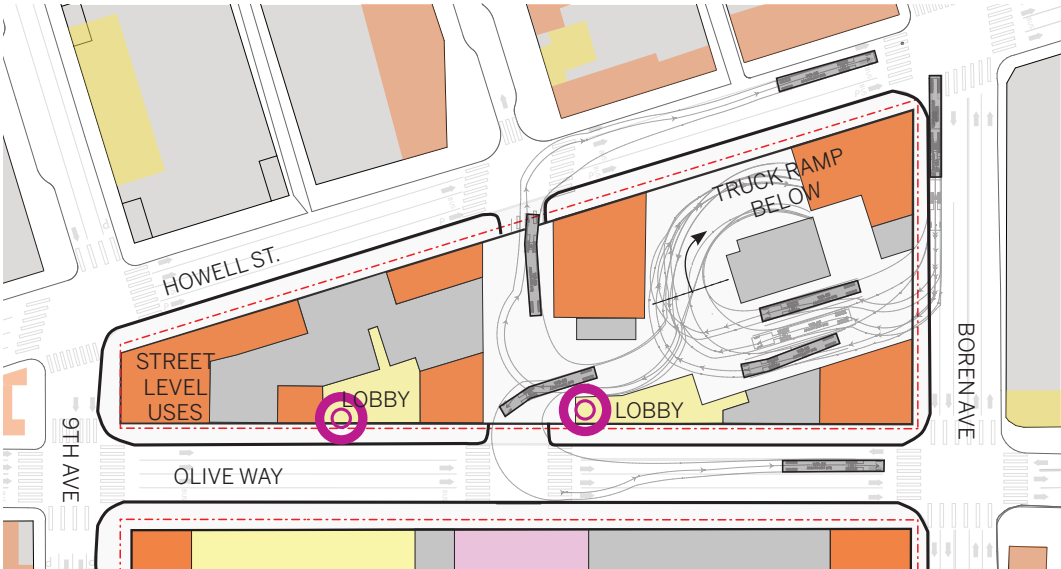 TRUCK RAMP
BELOW
HOWELL ST.
STREET
LEVEL
USES
LOBBY
LOBBY
BOREN AVE
9TH AVE
OLIVE WAY